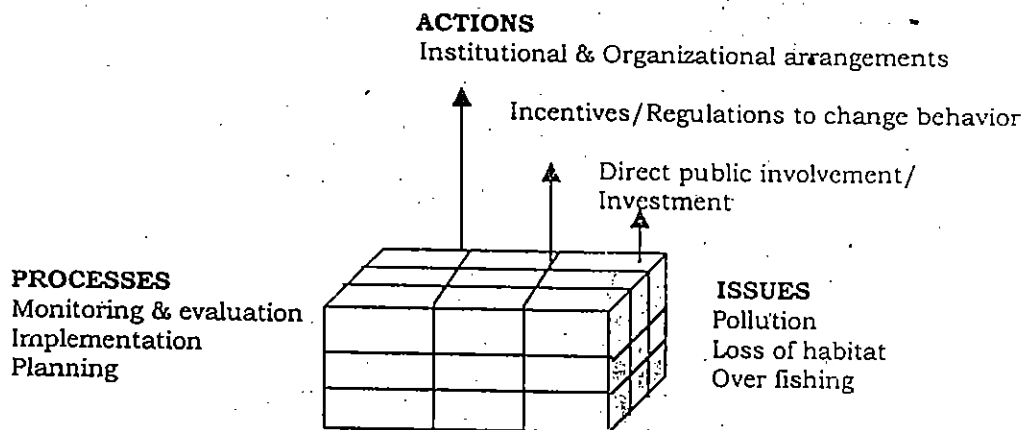 ACTIONS
Institutional & Organizational arrangements
Incentives/Regulations to change behavior
Direct public involvement/
Investment
PROCESSES
Monitoring & evaluation
Implementation
Planning
ISSUES
Pollution
Loss of habitat
Over fishing